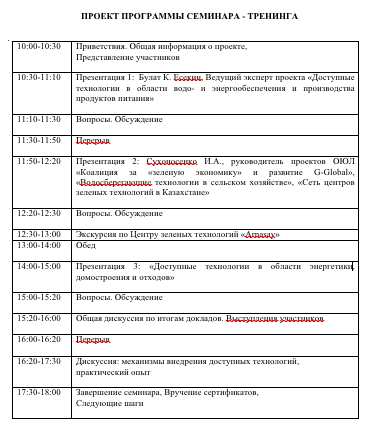 ПРОЕКТ ПРОГРАММЫ СЕМИНАРА - ТРЕНИНГА
10:00-10:30 Приветствия. Общая информация о проекте,
Представление участников
10:30-11:10 Презентация 1: Булат К. Есекин, Ведущий эксперт проекта «Доступные
технологии в области водо- и энергообеспечения и производства
продуктов питания»
11:10-11:30 Вопросы. Обсуждение
11:30-11:50 Перерыв
11:50-12:20 Презентация 2: Сухоносенко И.А., руководитель проектов ОЮЛ
«Коалиция за «зеленую экономику» и развитие G-Global»,
«Водосберегающие технологии в сельском хозяйстве», «Сеть центров
зеленых технологий в Казахстане»
12:20-12:30 Вопросы. Обсуждение
12:30-13:00 Экскурсия по Центру зеленых технологий «Arnasay»
13:00-14:00 Обед
14:00-15:00 Презентация 3: «Доступные технологии в области энергетики,
домостроения и отходов»
15:00-15:20 Вопросы. Обсуждение
15:20-16:00 Общая дискуссия по итогам докладов. Выступления участников
16:00-16:20 Перерыв
16:20-17:30 Дискуссия: механизмы внедрения доступных технологий,
практический опыт
17:30-18:00 Завершение семинара, Вручение сертификатов,
Следующие шаги